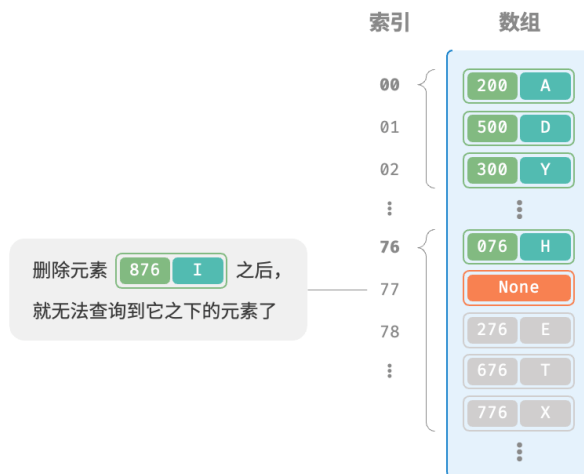 索引 数组
00 200 A
01 500 D
02 300 Y
76 076 H
删除元素 876 I 之后,
77 None
就无法查询到它之下的元素了
78 276 E
676 T
776 X